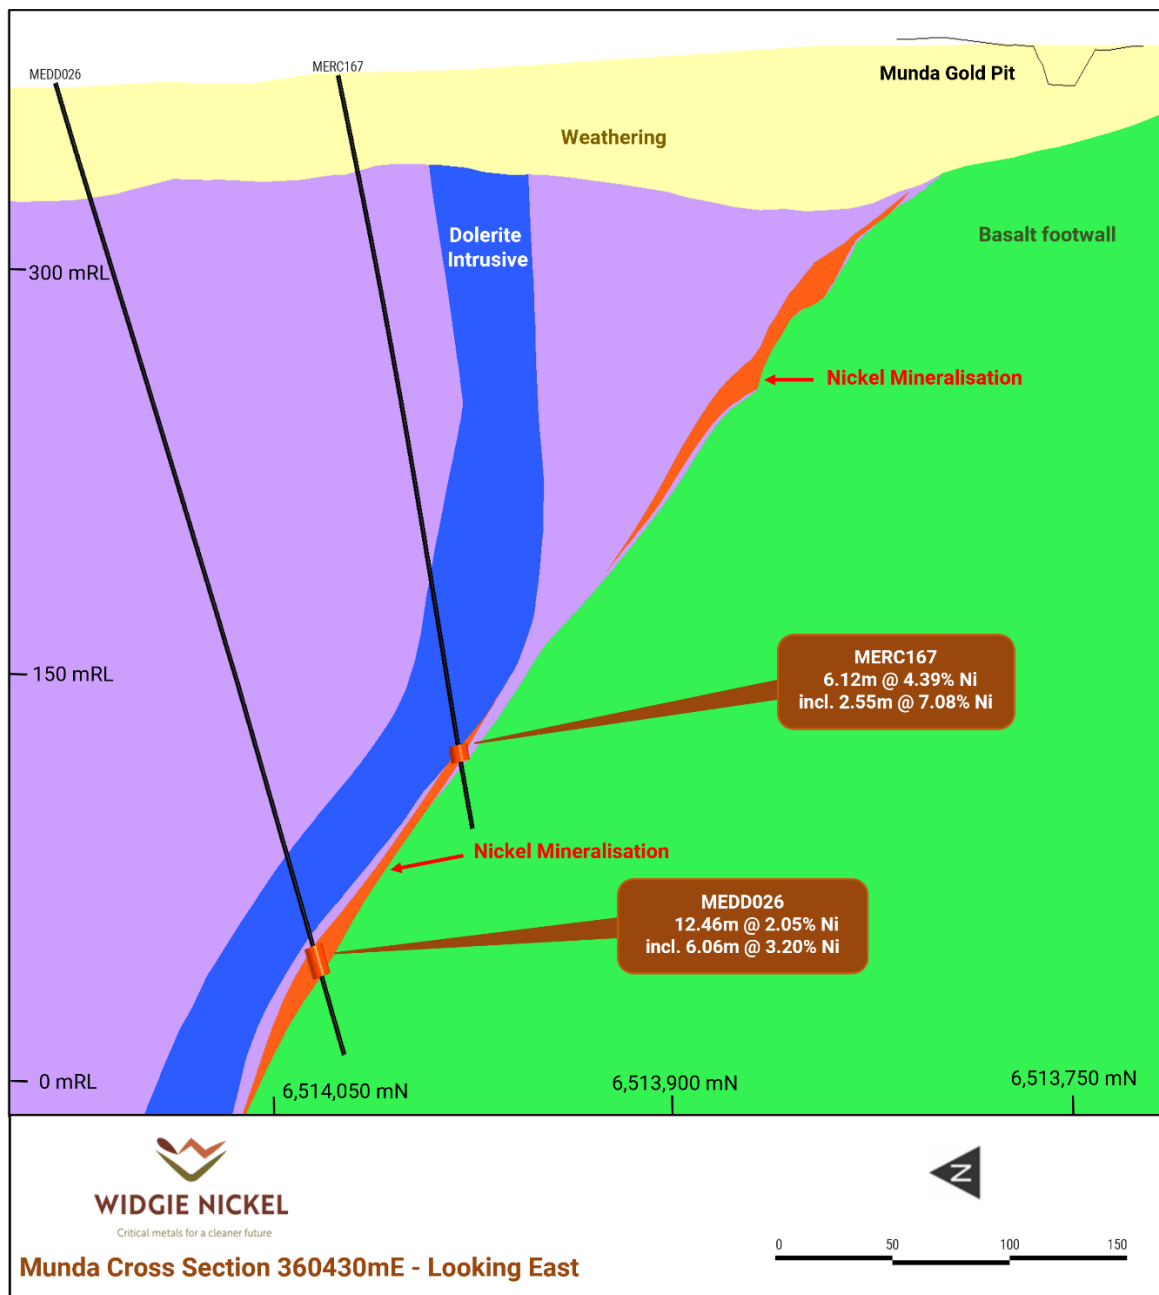 MEDD026
MERC167
Munda Gold Pit
Weathering
Dolerite
Intrusive
Basalt footwall
300 mRL
Nickel Mineralisation
MERC167
6.12m @ 4.39% Ni
incl. 2.55m @ 7.08% Ni
150 mRL
Nickel Mineralisation
MEDD026
12.46m @ 2.05% Ni
incl. 6.06m @ 3.20% Ni
0 mRL
6,514,050 mN
6,513,900 mN
6,513,750 mN
WIDGIE NICKEL
Critical metals for a cleaner future
N
0 50 100 150
Munda Cross Section 360430mE - Looking East